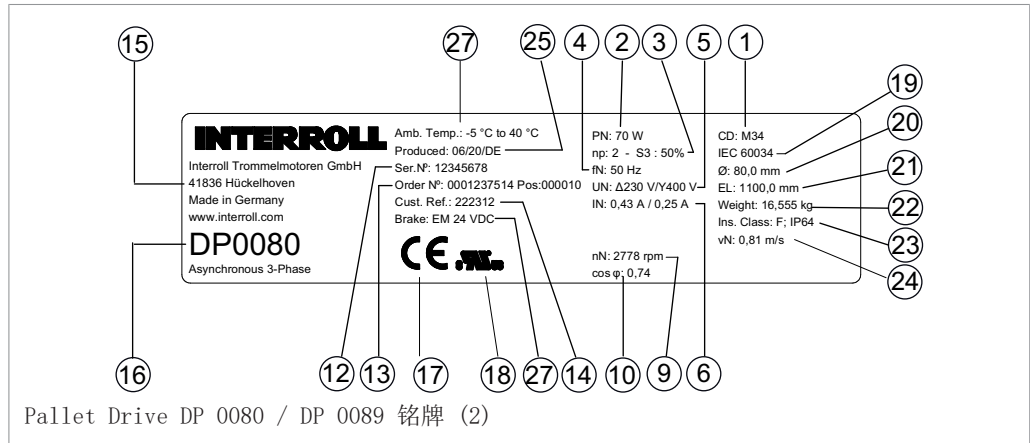 15 27 25 4 2 3 5 1
19
20
21
22
23
24
INTERROLL
Interroll Trommelmotoren GmbH
41836 Hückelhoven
Made in Germany
www.interroll.com
DP0080
Asynchronous 3-Phase
Amb. Temp.: -5 °C to 40 °C
Produced: 06/20/DE
Ser.Nº: 12345678
Order Nº: 0001237514 Pos:000010
Cust. Ref.: 222312
Brake: EM 24 VDC
CE
PN: 70 W
np: 2 - S3 : 50%
fN: 50 Hz
UN: Δ230 V/Y400 V
IN: 0,43 A / 0,25 A
nN: 2778 rpm
cos φ: 0,74
CD: M34
IEC 60034
Ø: 80,0 mm
EL: 1100,0 mm
Weight: 16,555 kg
Ins. Class: F; IP64
vN: 0,81 m/s
16 12 13 17 18 27 14 10 9 6
Pallet Drive DP 0080 / DP 0089 铭牌 (2)